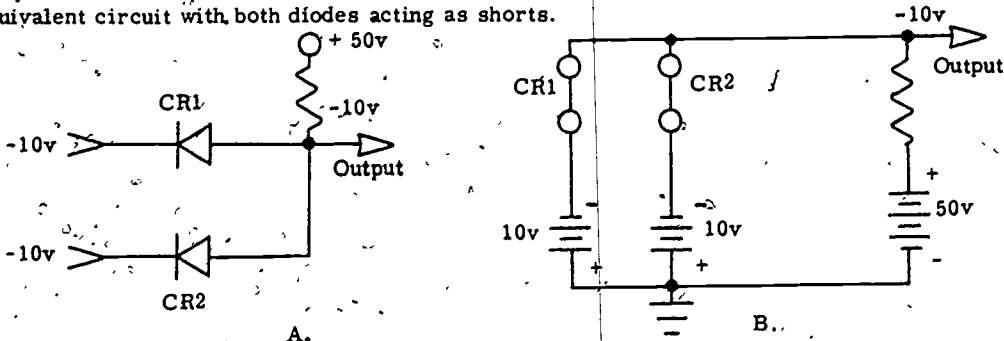 uivalent circuit with both diodes acting as shorts.
+ 50v
CR1
-10v
-10v
Output
-10v
CR2
A.
-10v
Output
CR1
CR2
-
-
+
10v
10v
50v
+
+
-
B.